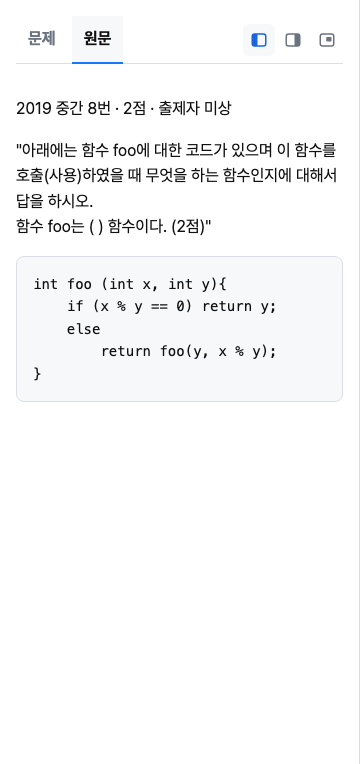 문제 원문
2019 중간 8번 · 2점 · 출제자 미상
"아래에는 함수 foo에 대한 코드가 있으며 이 함수를
호출(사용)하였을 때 무엇을 하는 함수인지에 대해서
답을 하시오.
함수 foo는 ( ) 함수이다. (2점)"
int foo (int x, int y){
    if (x % y == 0) return y;
    else
        return foo(y, x % y);
}